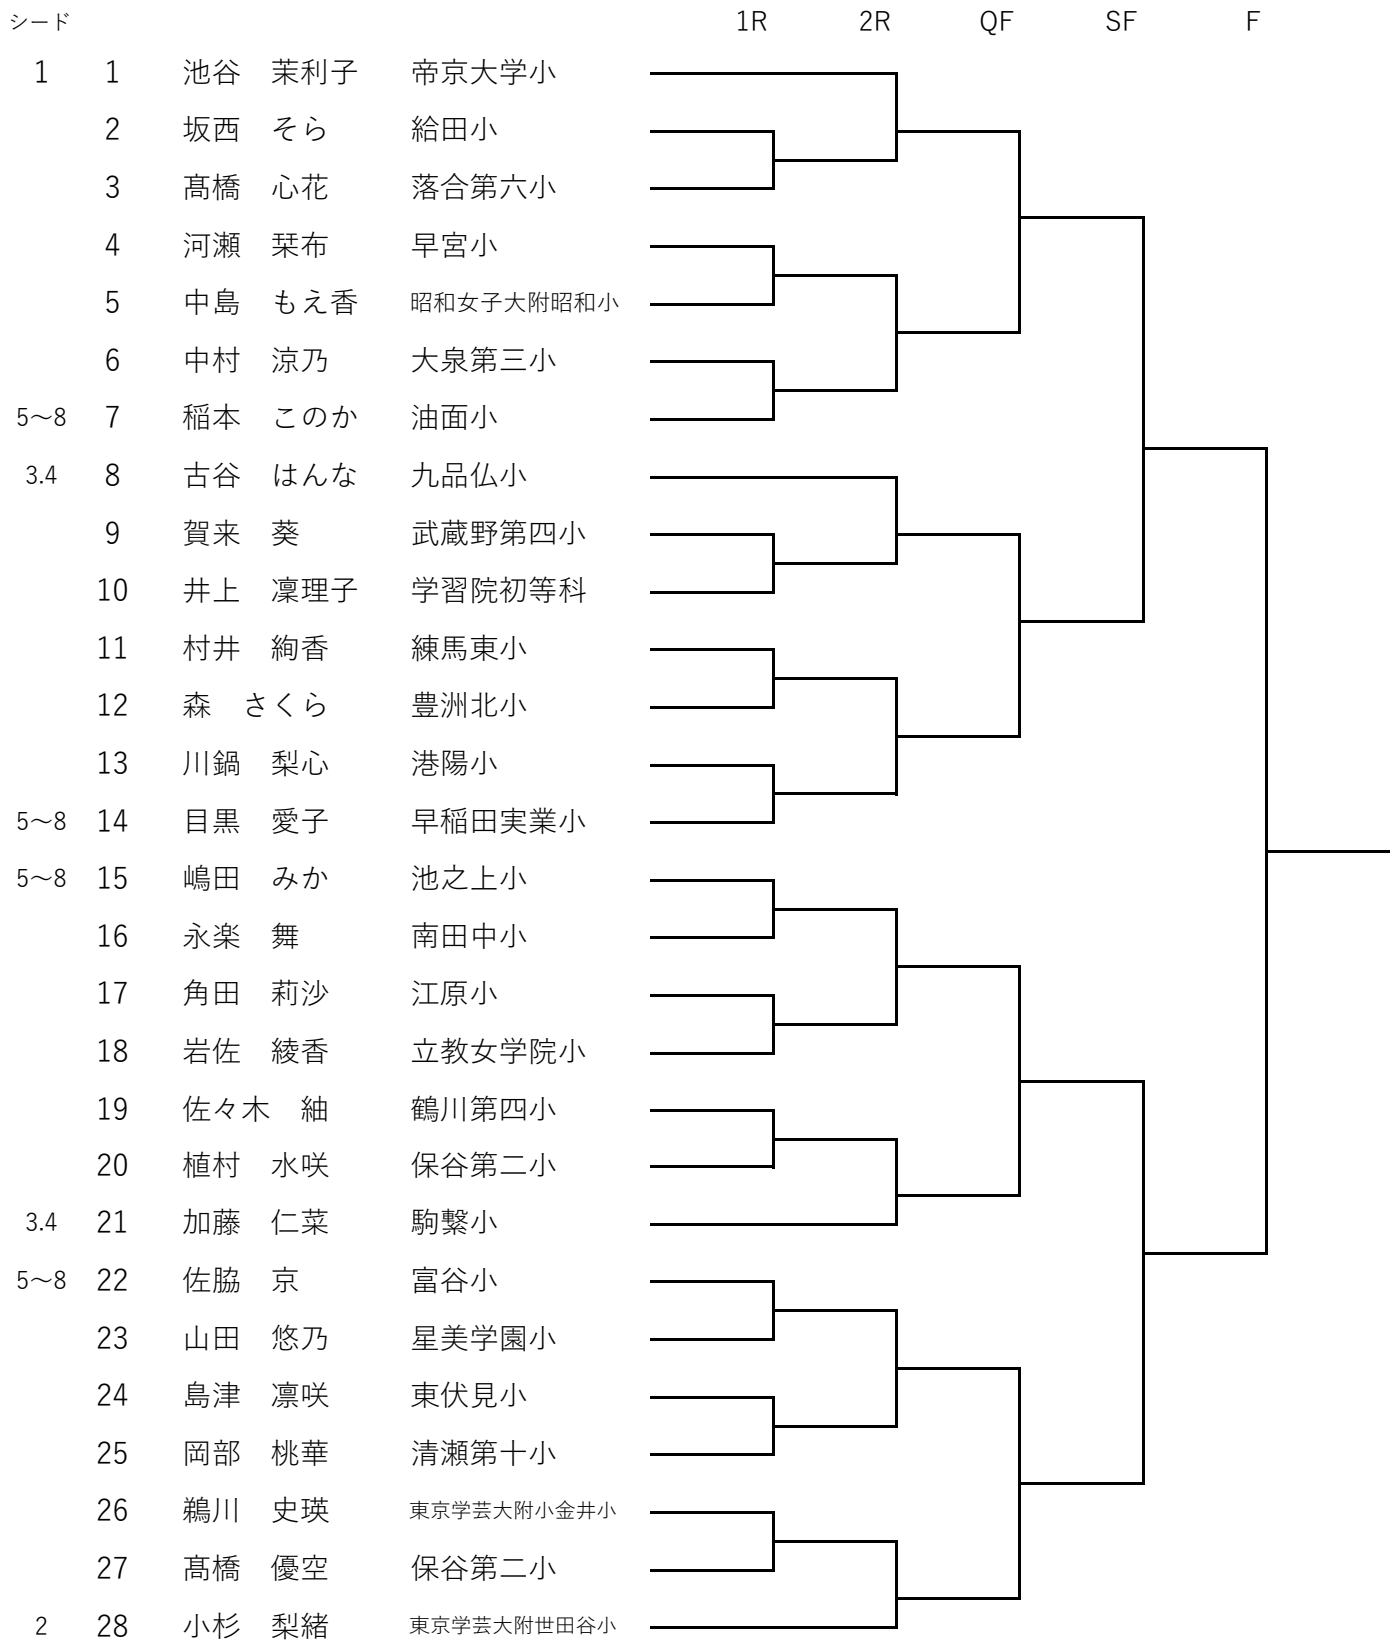 シード 1R 2R QF SF F
1 1 池谷　茉利子 帝京大学小
2 坂西　そら 給田小
3 髙橋　心花 落合第六小
4 河瀬　栞布 早宮小
5 中島　もえ香 昭和女子大附昭和小
6 中村　涼乃 大泉第三小
5～8 7 稲本　このか 油面小
3.4 8 古谷　はんな 九品仏小
9 賀来　葵 武蔵野第四小
10 井上　凜理子 学習院初等科
11 村井　絢香 練馬東小
12 森　さくら 豊洲北小
13 川鍋　梨心 港陽小
5～8 14 目黒　愛子 早稲田実業小
5～8 15 嶋田　みか 池之上小
16 永楽　舞 南田中小
17 角田　莉沙 江原小
18 岩佐　綾香 立教女学院小
19 佐々木　紬 鶴川第四小
20 植村　水咲 保谷第二小
3.4 21 加藤　仁菜 駒繋小
5～8 22 佐脇　京 富谷小
23 山田　悠乃 星美学園小
24 島津　凛咲 東伏見小
25 岡部　桃華 清瀬第十小
26 鵜川　史瑛 東京学芸大附小金井小
27 髙橋　優空 保谷第二小
2 28 小杉　梨緒 東京学芸大附世田谷小